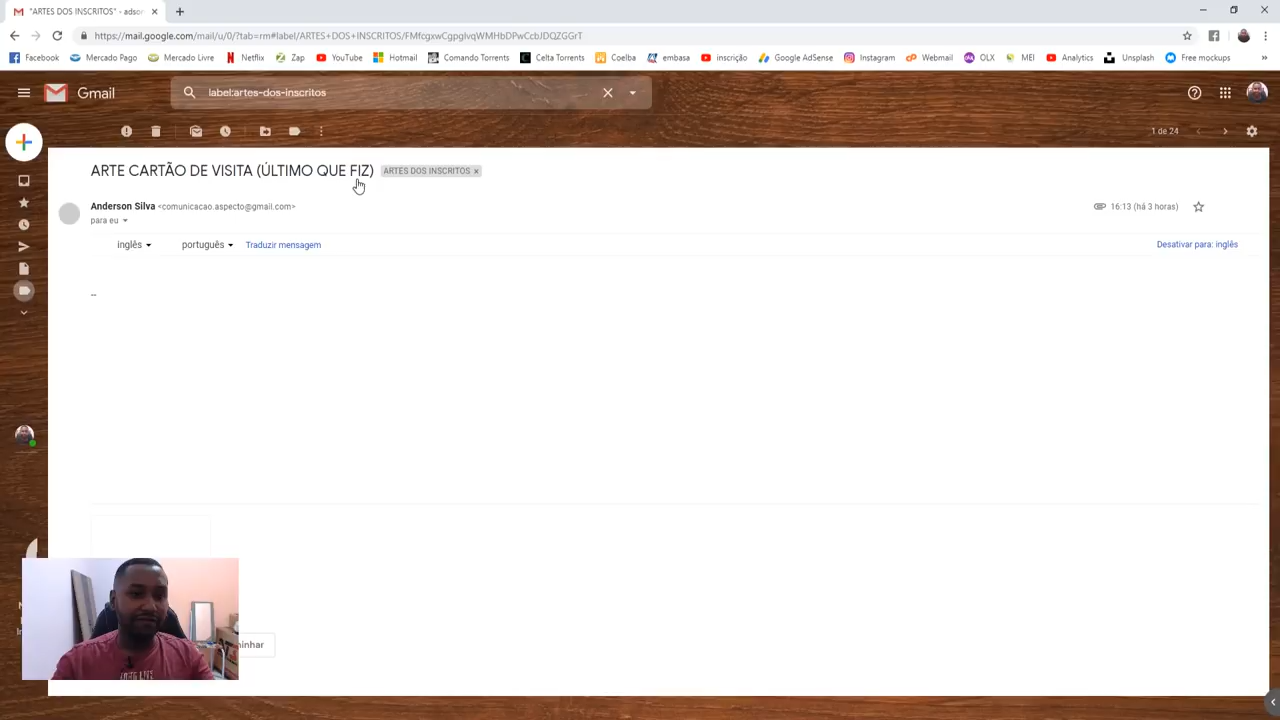 "ARTES DOS INSCRITOS" - adsor
https://mail.google.com/mail/u/0/?tab=rm#label/ARTES+DOS+INSCRITOS/FMfcgxwCgpglvqWMHbDPwCcbJDQZGGrT
Facebook Mercado Pago Mercado Livre Netflix Zap YouTube Hotmail Comando Torrents Celta Torrents Coelba embasa inscrição Google AdSense Instagram Webmail OLX MEI Analytics Unsplash Free mockups
Gmail label:artes-dos-inscritos
1 de 24
ARTE CARTÃO DE VISITA (ÚLTIMO QUE FIZ) ARTES DOS INSCRITOS x
Anderson Silva <comunicacao.aspecto@gmail.com> 16:13 (há 3 horas)
para eu
inglês português Traduzir mensagem Desativar para: inglês
--